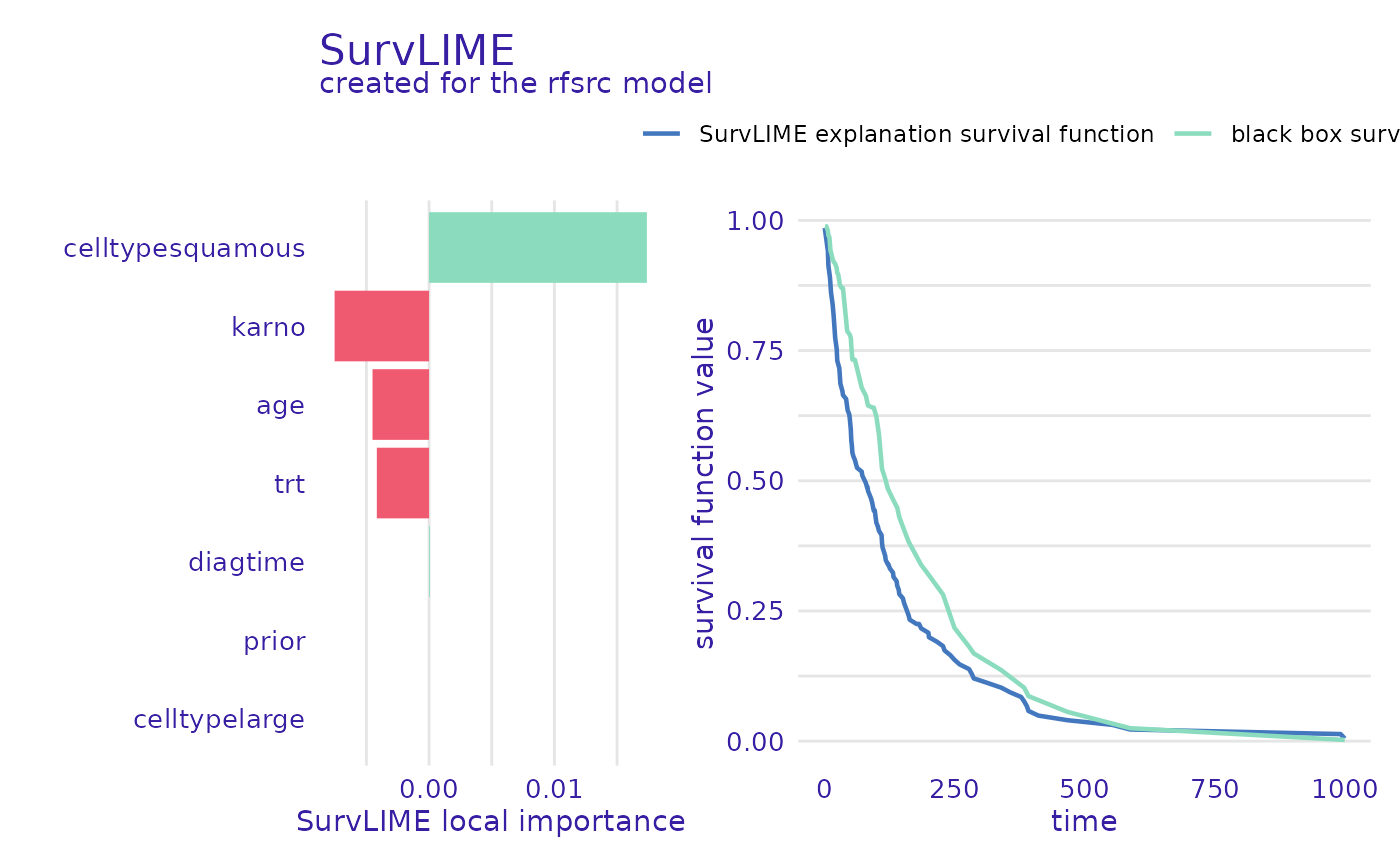 SurvLIME
created for the rfsrc model
SurvLIME explanation survival function
black box surv
celltypesquamous
karno
age
trt
diagtime
prior
celltypelarge
0.00
0.01
SurvLIME local importance
survival function value
1.00
0.75
0.50
0.25
0.00
0
250
500
750
1000
time